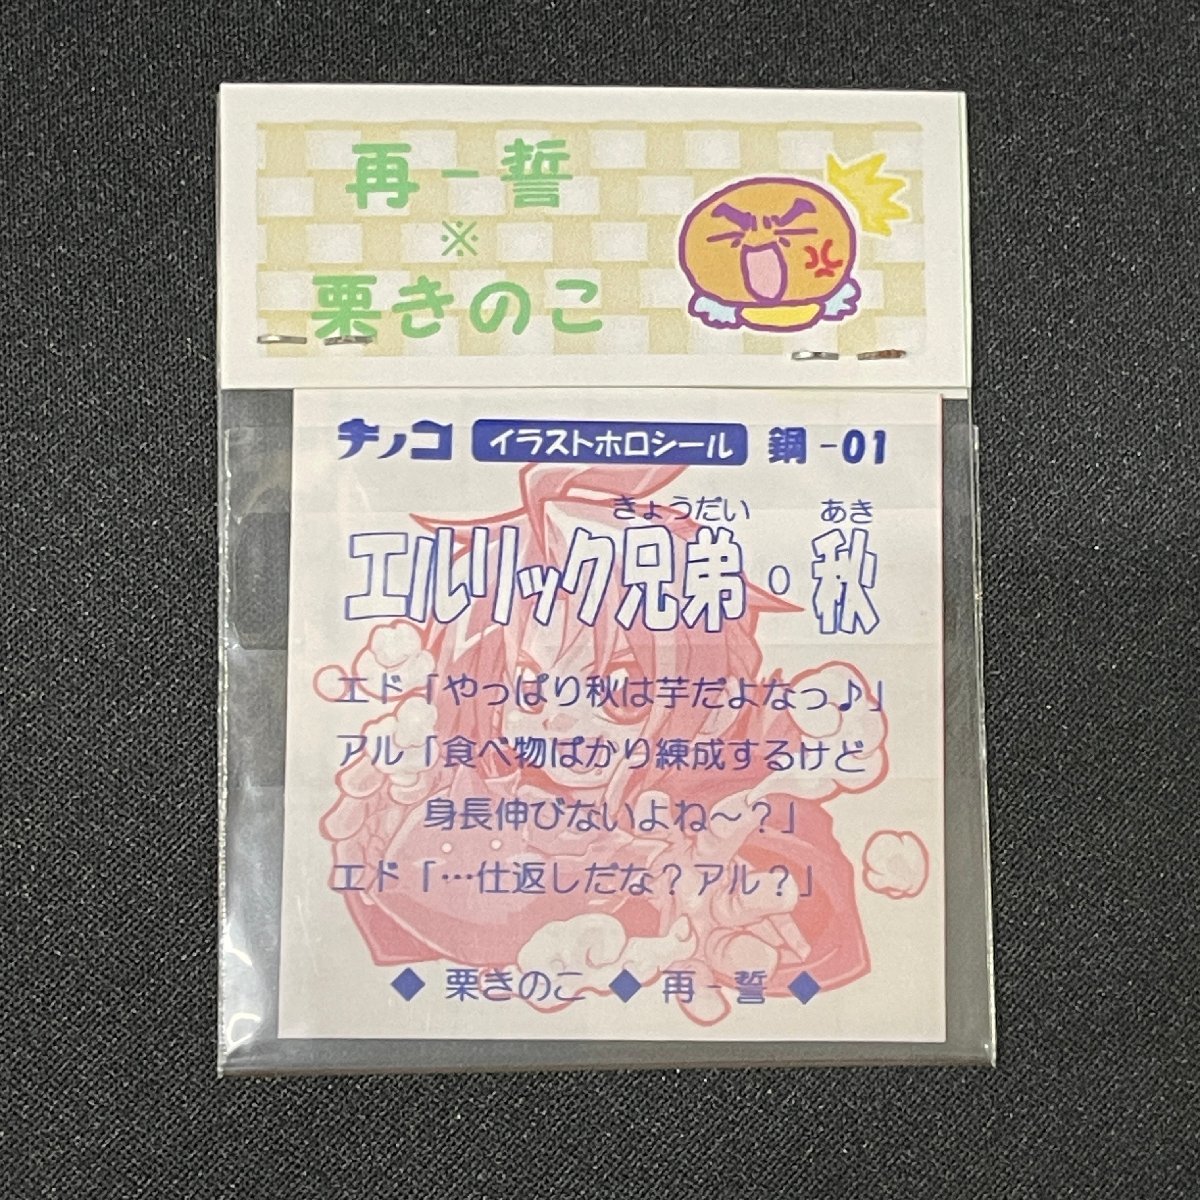 再-誓
※
栗きのこ
チノコ イラストホロシール 鋼-01
きょうだい あき
エルリック兄弟・秋
エド「やっぱり秋は芋だよなっ♪」
アル「食べ物ばかり練成するけど
身長伸びないよね～？」
エド「…仕返しだな？アル？」
◆ 栗きのこ ◆ 再-誓 ◆